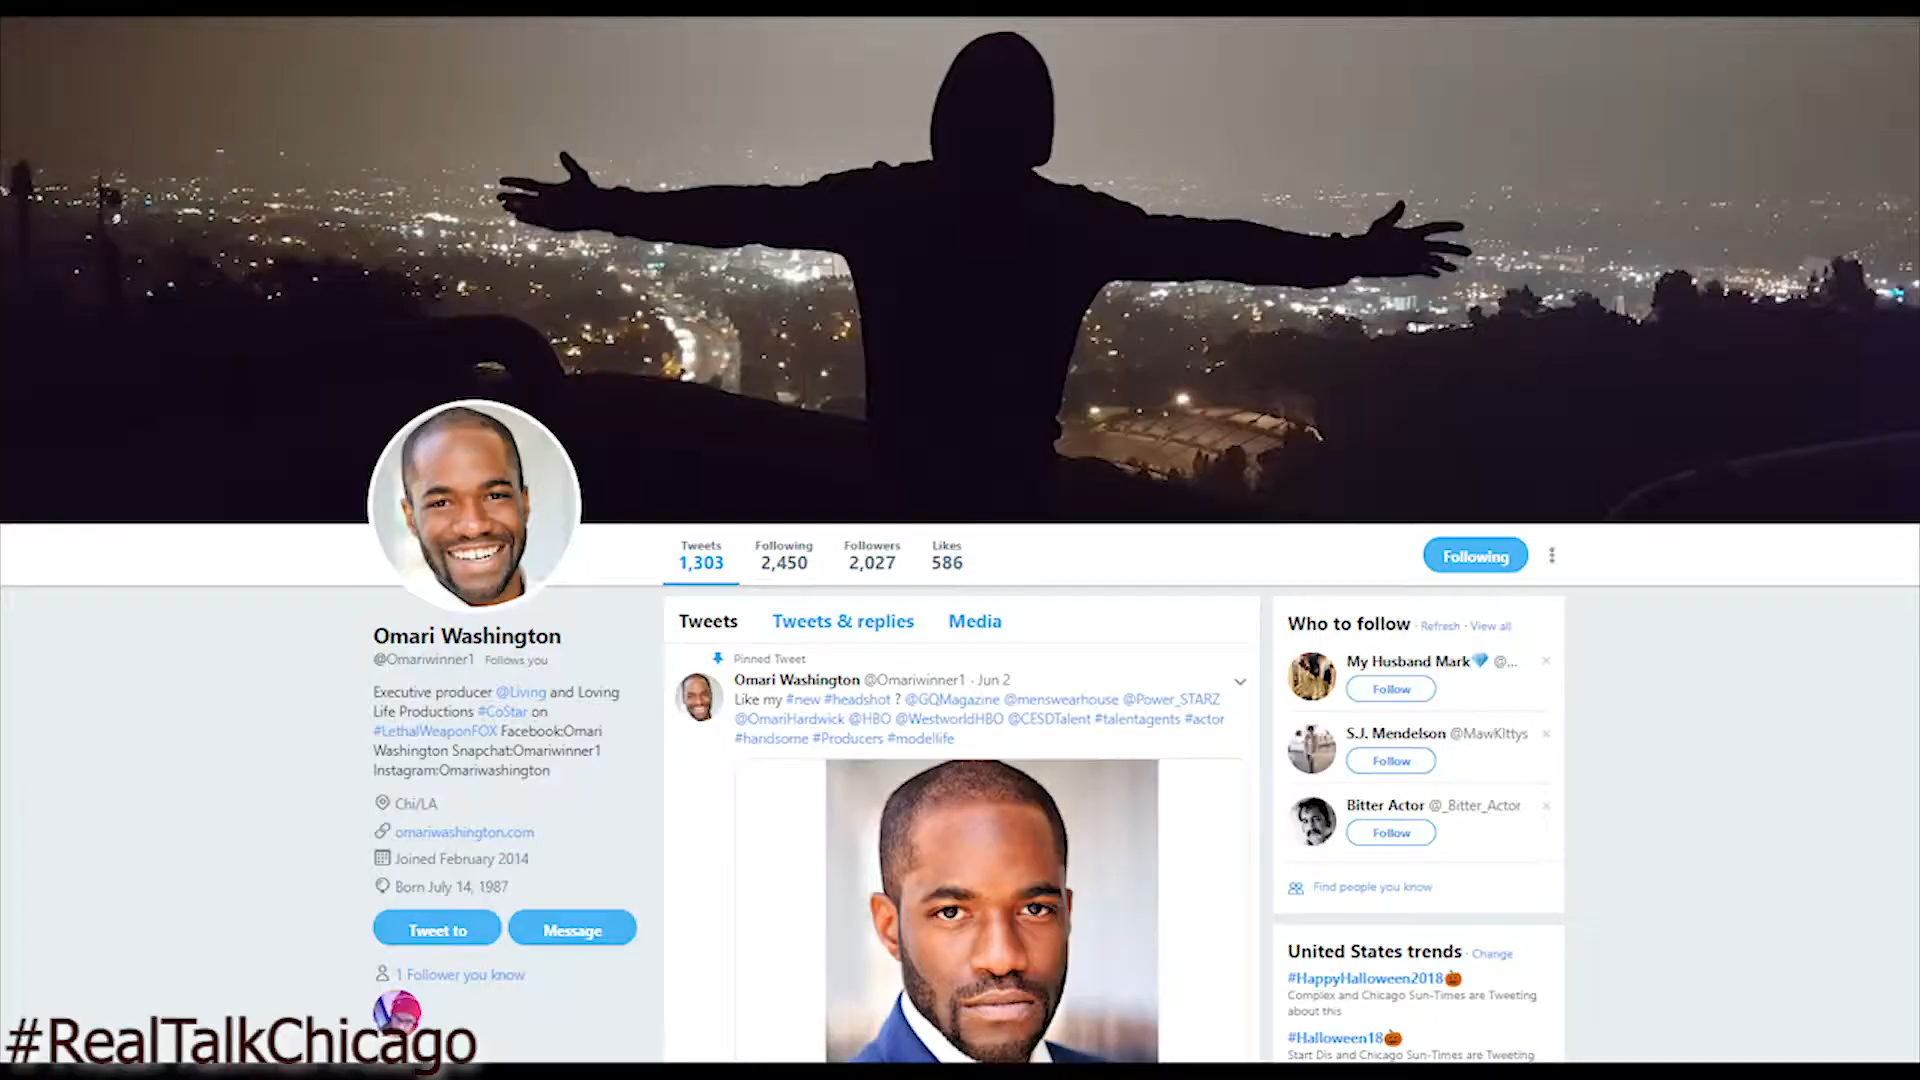 Tweets
1,303
Following
2,450
Followers
2,027
Likes
586
Following
Omari Washington
@Omariwinner1 Follows you
Executive producer @Living and Loving
Life Productions #CoStar on
#LethalWeaponFOX Facebook:Omari
Washington Snapchat:Omariwinner1
Instagram:Omariwashington
Chi/LA
omariwashington.com
Joined February 2014
Born July 14, 1987
Tweet to
Message
1 Follower you know
Tweets
Tweets & replies
Media
Pinned Tweet
Omari Washington @Omariwinner1 · Jun 2
Like my #new #headshot ? @GQMagazine @menswearhouse @Power_STARZ
@OmariHardwick @HBO @WestworldHBO @CESDTalent #talentagents #actor
#handsome #Producers #modellife
Who to follow · Refresh · View all
My Husband Mark💎 @...
Follow
S.J. Mendelson @MawKIttys
Follow
Bitter Actor @_Bitter_Actor
Follow
Find people you know
United States trends · Change
#HappyHalloween2018🎃
Complex and Chicago Sun-Times are Tweeting
about this
#Halloween18🎃
Start Dis and Chicago Sun-Times are Tweeting
#RealTalkChicago